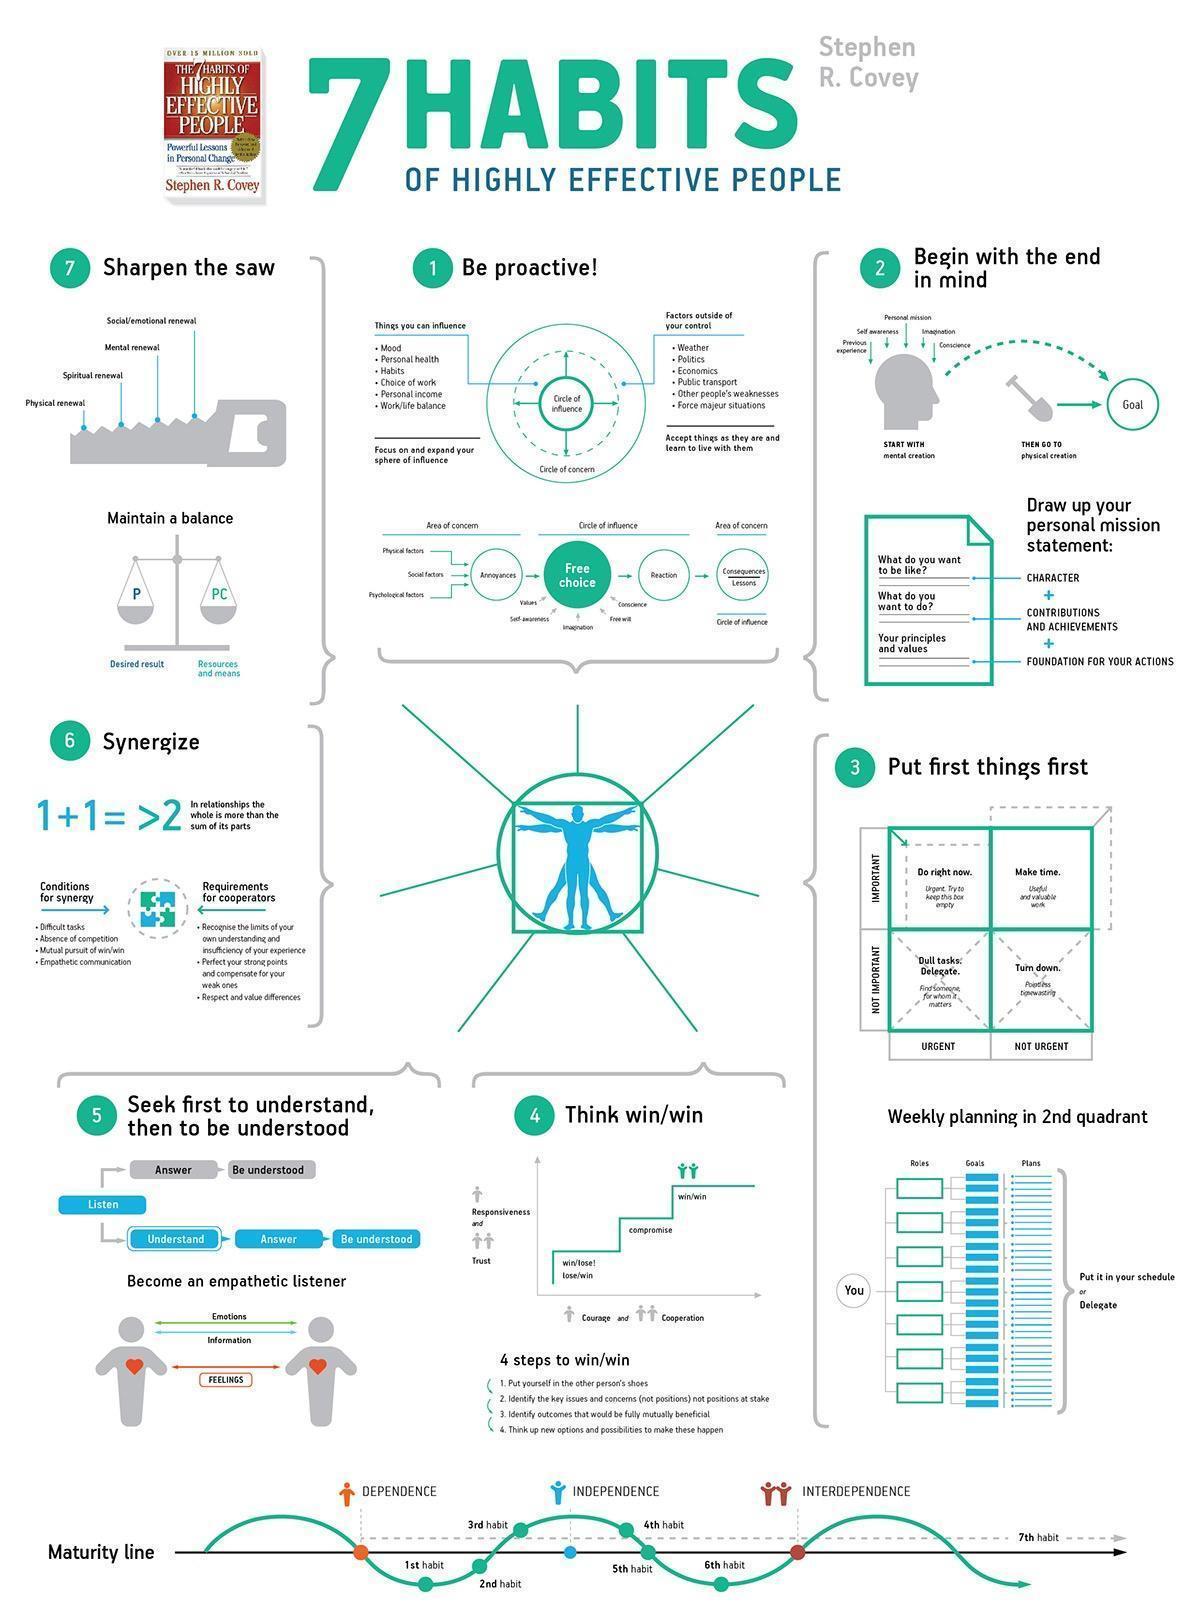 OVER 15 MILLION SOLD
THE 7 HABITS OF
HIGHLY
EFFECTIVE
PEOPLE
Powerful Lessons
in Personal Change
Stephen R. Covey
7 HABITS
OF HIGHLY EFFECTIVE PEOPLE
Stephen
R. Covey
7 Sharpen the saw
Social/emotional renewal
Mental renewal
Spiritual renewal
Physical renewal
Maintain a balance
P
PC
Desired result
Resources
and means
1 Be proactive!
Things you can influence
• Mood
• Personal health
• Habits
• Choice of work
• Personal income
• Work/life balance
Focus on and expand your
sphere of influence
Circle of
influence
Circle of concern
Factors outside of
your control
• Weather
• Politics
• Economics
• Public transport
• Other people's weaknesses
• Force majeur situations
Accept things as they are and
learn to live with them
Area of concern
Circle of influence
Area of concern
Physical factors
Social factors
Psychological factors
Annoyances
Free
choice
Reaction
Consequences
Lessons
Values
Self-awareness
Imagination
Free will
Conscience
Circle of influence
2 Begin with the end
in mind
Personal mission
Self awareness
Imagination
Previous
experience
Conscience
Goal
START WITH
mental creation
THEN GO TO
physical creation
Draw up your
personal mission
statement:
What do you want
to be like?
What do you
want to do?
Your principles
and values
CHARACTER
+
CONTRIBUTIONS
AND ACHIEVEMENTS
+
FOUNDATION FOR YOUR ACTIONS
6 Synergize
1+1= >2
In relationships the
whole is more than the
sum of its parts
Conditions
for synergy
• Difficult tasks
• Absence of competition
• Mutual pursuit of win/win
• Empathetic communication
Requirements
for cooperators
• Recognise the limits of your
own understanding and
insufficiency of your experience
• Perfect your strong points
and compensate for your
weak ones
• Respect and value differences
3 Put first things first
IMPORTANT
NOT IMPORTANT
Do right now.
Urgent. Try to
keep this box
empty
Make time.
Useful
and valuable
work
Dull tasks.
Delegate.
Find someone,
for whom it
matters
Turn down.
Pointless
timewasting
URGENT
NOT URGENT
Weekly planning in 2nd quadrant
Roles
Goals
Plans
You
Put it in your schedule
or
Delegate
5 Seek first to understand,
then to be understood
Answer
Be understood
Listen
Understand
Answer
Be understood
Become an empathetic listener
Emotions
Information
FEELINGS
4 Think win/win
Responsiveness
and
Trust
win/win
compromise
win/lose!
lose/win
Courage and Cooperation
4 steps to win/win
1. Put yourself in the other person's shoes
2. Identify the key issues and concerns (not positions) not positions at stake
3. Identify outcomes that would be fully mutually beneficial
4. Think up new options and possibilities to make these happen
DEPENDENCE
INDEPENDENCE
INTERDEPENDENCE
Maturity line
1st habit
2nd habit
3rd habit
4th habit
5th habit
6th habit
7th habit